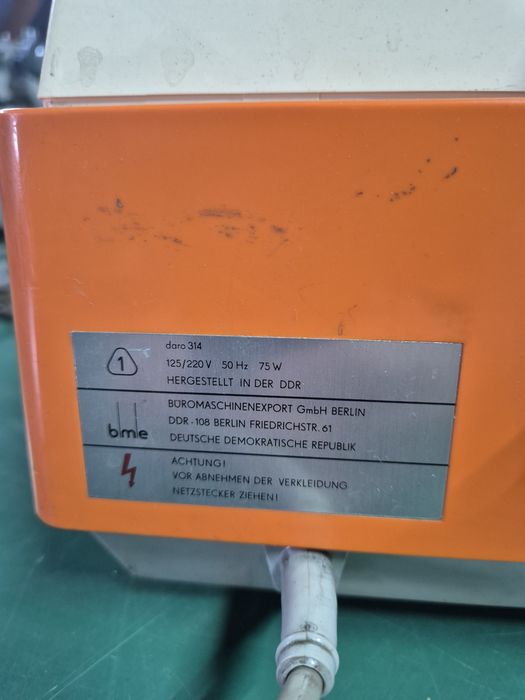 daro 314
1
125/220 V 50 Hz 75 W
HERGESTELLT IN DER DDR
BÜROMASCHINENEXPORT GmbH BERLIN
bme
DDR - 108 BERLIN FRIEDRICHSTR. 61
DEUTSCHE DEMOKRATISCHE REPUBLIK
ACHTUNG!
VOR ABNEHMEN DER VERKLEIDUNG
NETZSTECKER ZIEHEN!